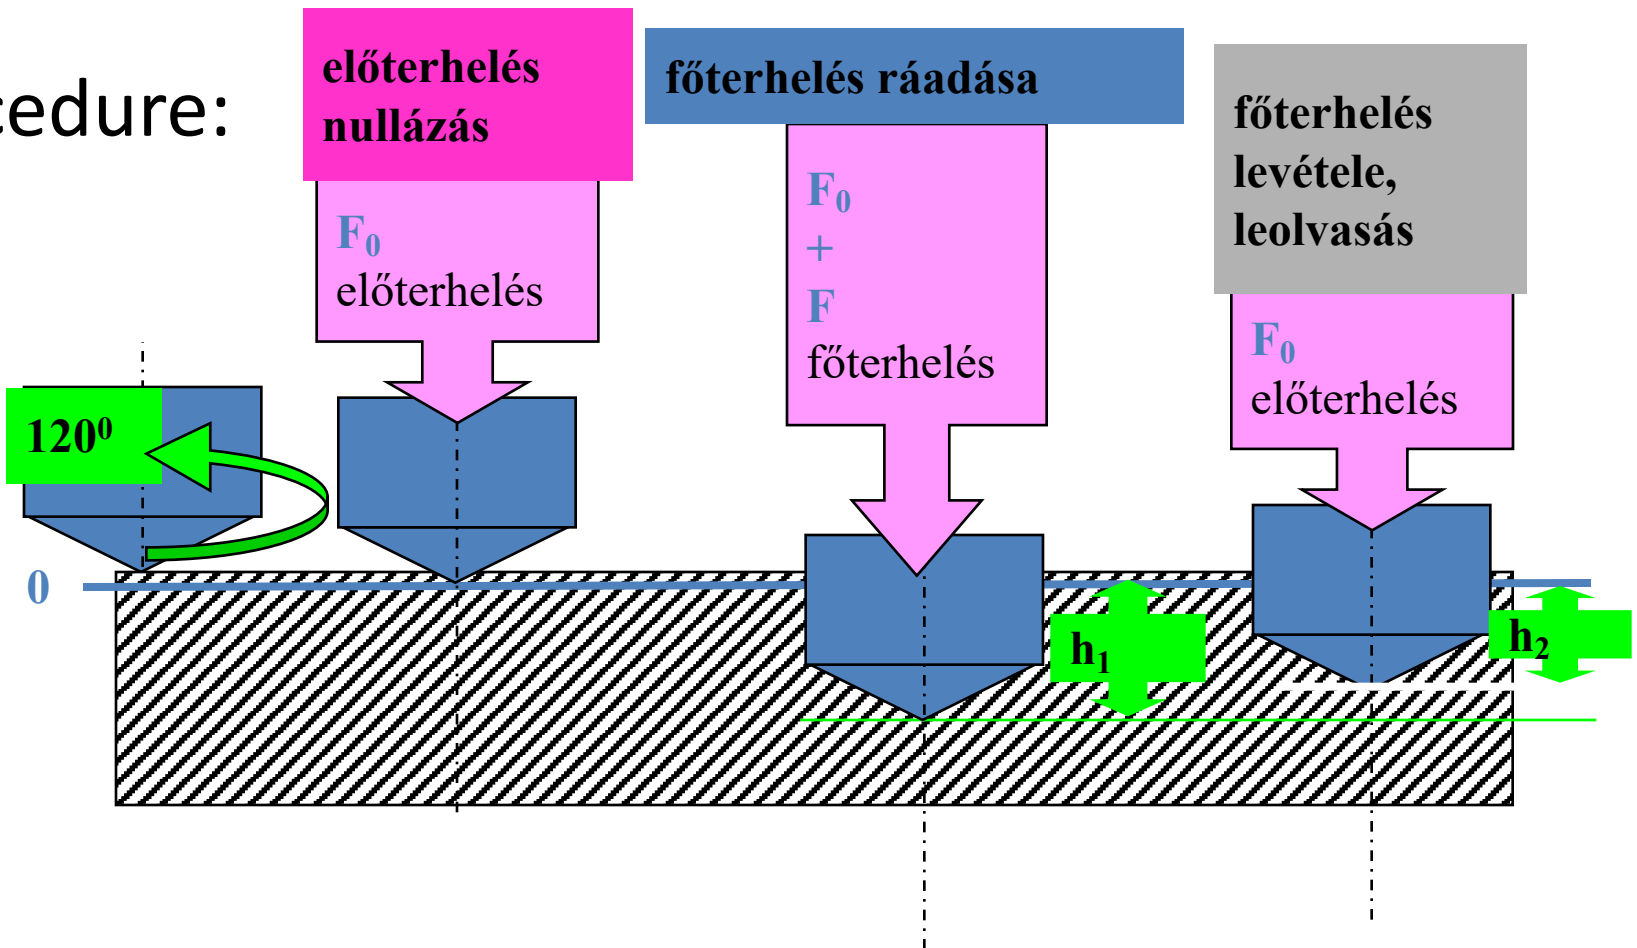 cedure:
előterhelés
nullázás
F₀
előterhelés
főterhelés ráadása
F₀
+
F
főterhelés
főterhelés
levétele,
leolvasás
F₀
előterhelés
120⁰
0
h₁
h₂